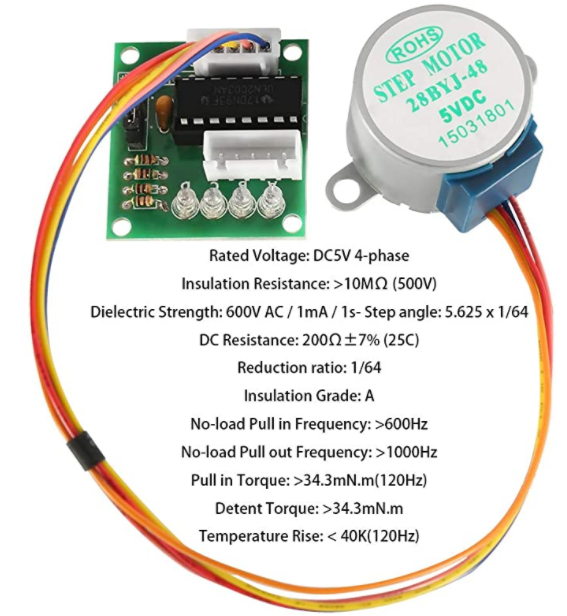 ROHS
STEP MOTOR
28BYJ-48
5VDC
15031801
ULN2003AN
Rated Voltage: DC5V 4-phase
Insulation Resistance: >10MΩ (500V)
Dielectric Strength: 600V AC / 1mA / 1s- Step angle: 5.625 x 1/64
DC Resistance: 200Ω±7% (25C)
Reduction ratio: 1/64
Insulation Grade: A
No-load Pull in Frequency: >600Hz
No-load Pull out Frequency: >1000Hz
Pull in Torque: >34.3mN.m(120Hz)
Detent Torque: >34.3mN.m
Temperature Rise: < 40K(120Hz)